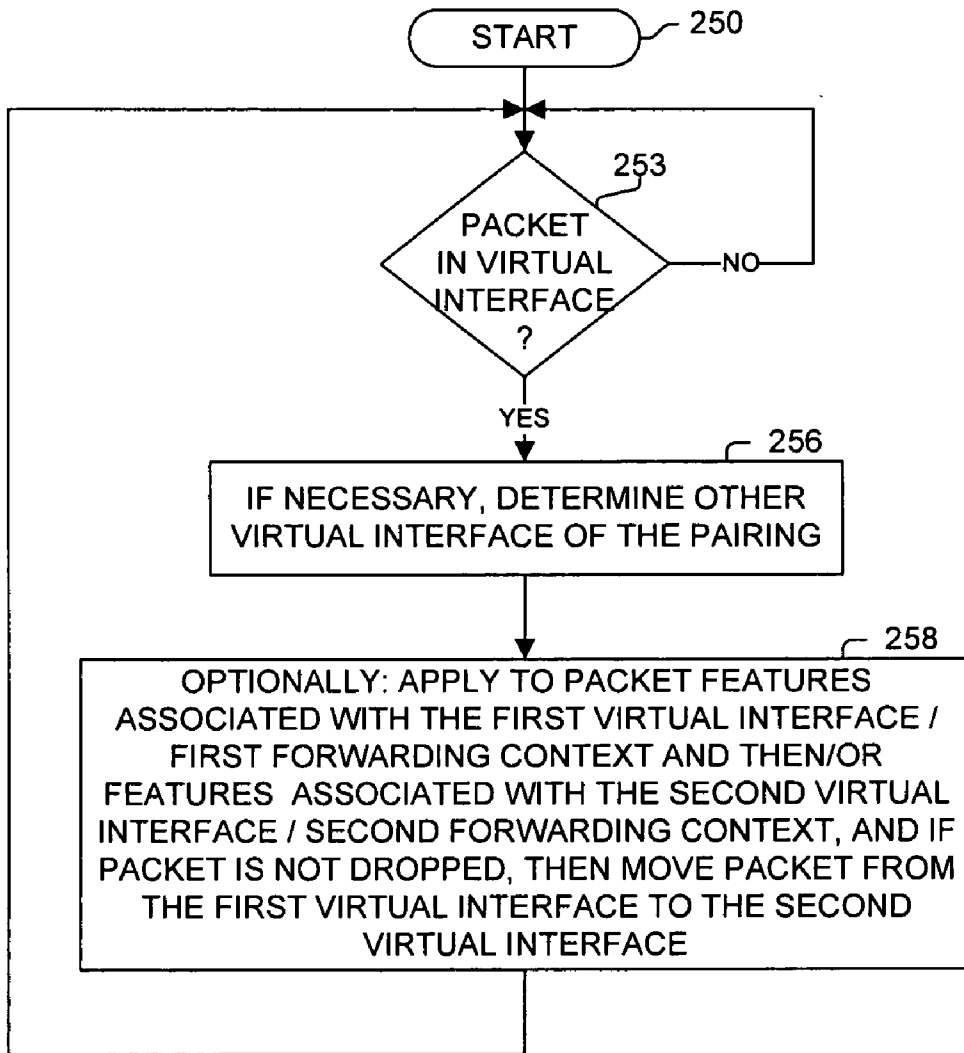 START
250
253
PACKET
IN VIRTUAL
INTERFACE
?
NO
YES
256
IF NECESSARY, DETERMINE OTHER
VIRTUAL INTERFACE OF THE PAIRING
258
OPTIONALLY: APPLY TO PACKET FEATURES
ASSOCIATED WITH THE FIRST VIRTUAL INTERFACE /
FIRST FORWARDING CONTEXT AND THEN/OR
FEATURES ASSOCIATED WITH THE SECOND VIRTUAL
INTERFACE / SECOND FORWARDING CONTEXT, AND IF
PACKET IS NOT DROPPED, THEN MOVE PACKET FROM
THE FIRST VIRTUAL INTERFACE TO THE SECOND
VIRTUAL INTERFACE